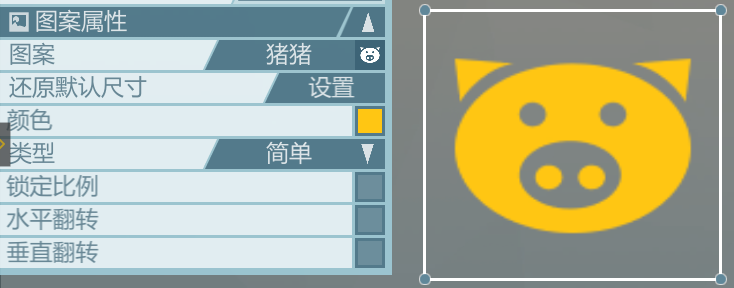 图案属性
图案 猪猪
还原默认尺寸 设置
颜色
类型 简单
锁定比例
水平翻转
垂直翻转